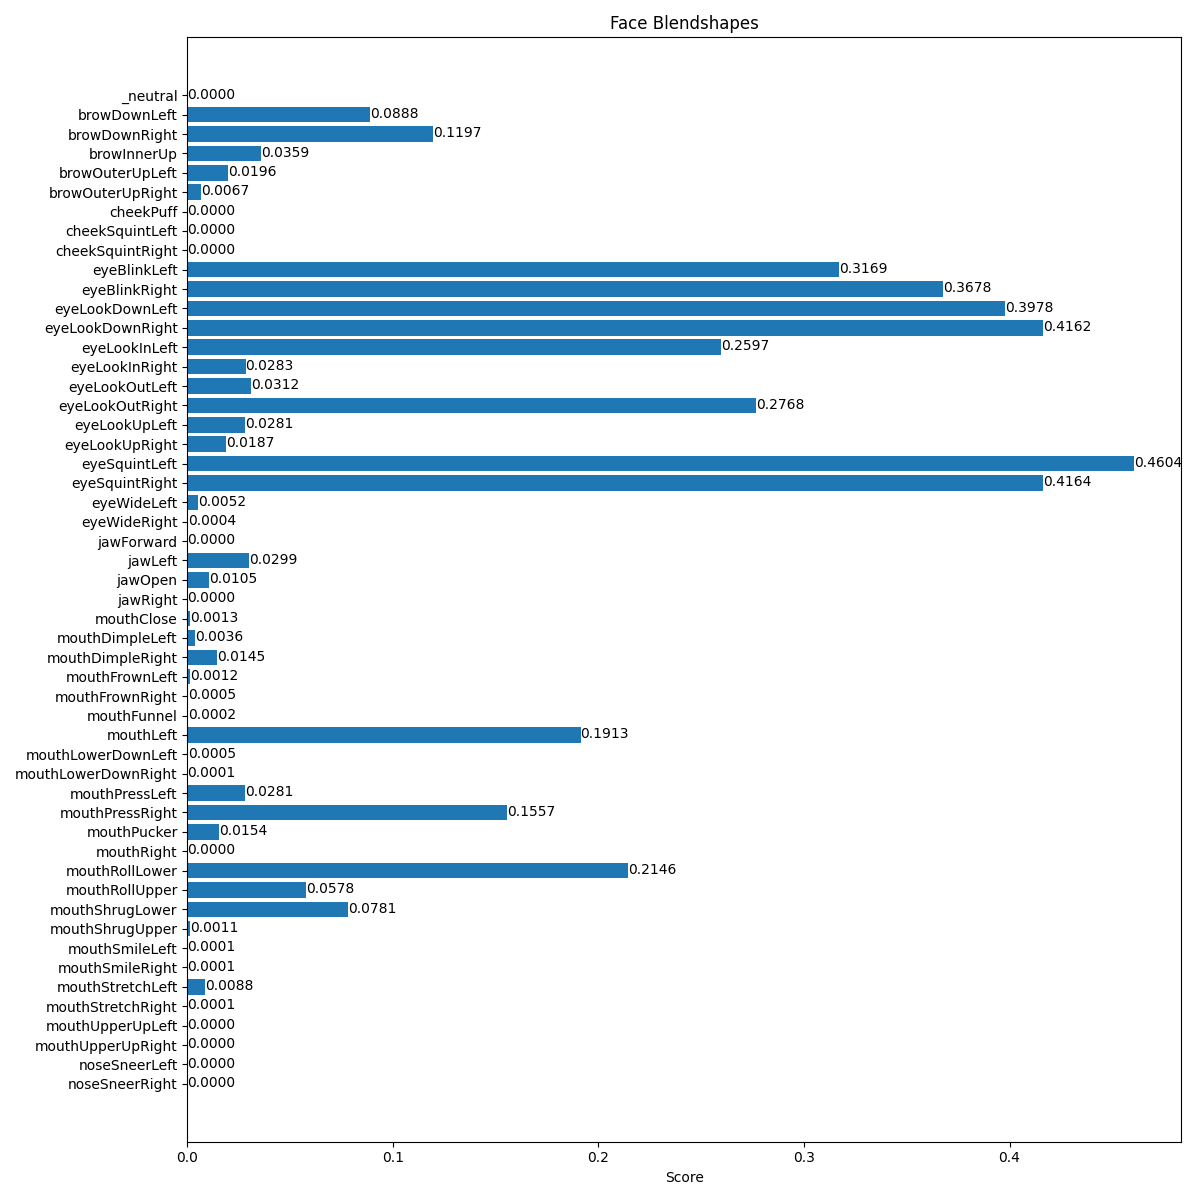 Face Blendshapes
_neutral 0.0000
browDownLeft 0.0888
browDownRight 0.1197
browInnerUp 0.0359
browOuterUpLeft 0.0196
browOuterUpRight 0.0067
cheekPuff 0.0000
cheekSquintLeft 0.0000
cheekSquintRight 0.0000
eyeBlinkLeft 0.3169
eyeBlinkRight 0.3678
eyeLookDownLeft 0.3978
eyeLookDownRight 0.4162
eyeLookInLeft 0.2597
eyeLookInRight 0.0283
eyeLookOutLeft 0.0312
eyeLookOutRight 0.2768
eyeLookUpLeft 0.0281
eyeLookUpRight 0.0187
eyeSquintLeft 0.4604
eyeSquintRight 0.4164
eyeWideLeft 0.0052
eyeWideRight 0.0004
jawForward 0.0000
jawLeft 0.0299
jawOpen 0.0105
jawRight 0.0000
mouthClose 0.0013
mouthDimpleLeft 0.0036
mouthDimpleRight 0.0145
mouthFrownLeft 0.0012
mouthFrownRight 0.0005
mouthFunnel 0.0002
mouthLeft 0.1913
mouthLowerDownLeft 0.0005
mouthLowerDownRight 0.0001
mouthPressLeft 0.0281
mouthPressRight 0.1557
mouthPucker 0.0154
mouthRight 0.0000
mouthRollLower 0.2146
mouthRollUpper 0.0578
mouthShrugLower 0.0781
mouthShrugUpper 0.0011
mouthSmileLeft 0.0001
mouthSmileRight 0.0001
mouthStretchLeft 0.0088
mouthStretchRight 0.0001
mouthUpperUpLeft 0.0000
mouthUpperUpRight 0.0000
noseSneerLeft 0.0000
noseSneerRight 0.0000
0.0 0.1 0.2 0.3 0.4
Score